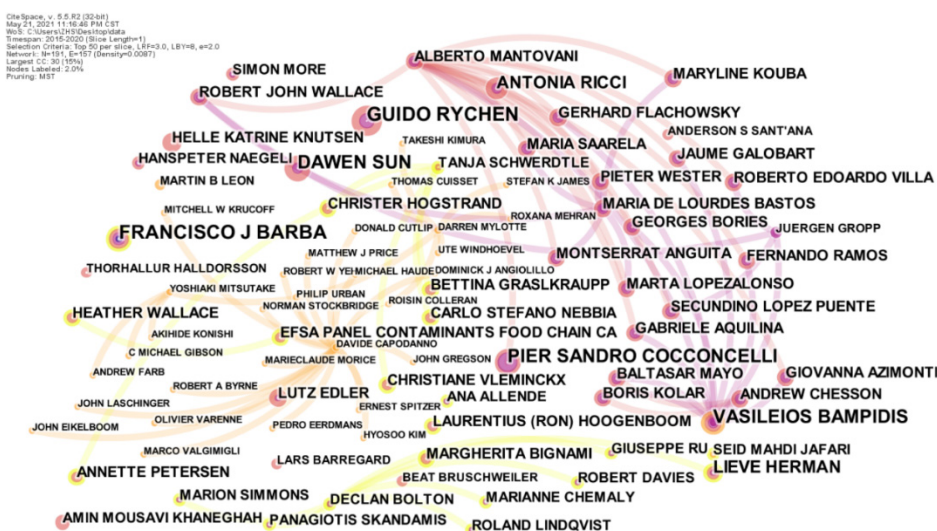 CiteSpace, v. 5.5.R2 (32-bit)
May 21, 2021 11:16:46 PM CST
WoS: C:\Users\ZHS\Desktop\data
Timespan: 2015-2020 (Slice Length=1)
Selection Criteria: Top 50 per slice, LRF=3.0, LBY=8, e=2.0
Network: N=191, E=157 (Density=0.0087)
Largest CC: 30 (15%)
Nodes Labeled: 2.0%
Pruning: MST
ALBERTO MANTOVANI
SIMON MORE
MARYLINE KOUBA
ANTONIA RICCI
ROBERT JOHN WALLACE
GUIDO RYCHEN
GERHARD FLACHOWSKY
ANDERSON S SANT'ANA
HELLE KATRINE KNUTSEN
TAKESHI KIMURA
MARIA SAARELA
JAUME GALOBART
HANSPETER NAEGELI
DAWEN SUN
TANJA SCHWERDTLE
MARTIN B LEON
THOMAS CUISSET
STEFAN K JAMES
PIETER WESTER
ROBERTO EDOARDO VILLA
MITCHELL W KRUCOFF
CHRISTER HOGSTRAND
ROXANA MEHRAN
MARIA DE LOURDES BASTOS
GEORGES BORIES
JUERGEN GROPP
FRANCISCO J BARBA
DONALD CUTLIP
DARREN MYLOTTE
MATTHEW J PRICE
UTE WINDHOEVEL
MONTSERRAT ANGUITA
FERNANDO RAMOS
THORHALLUR HALLDORSSON
ROBERT W YEH
MICHAEL HAUDE
DOMINICK J ANGIOLILLO
YOSHIAKI MITSUTAKE
BETTINA GRASLKRAUPP
MARTA LOPEZALONSO
PHILIP URBAN
ROISIN COLLERAN
NORMAN STOCKBRIDGE
SECUNDINO LOPEZ PUENTE
HEATHER WALLACE
CARLO STEFANO NEBBIA
AKIHIDE KONISHI
EFSA PANEL CONTAMINANTS FOOD CHAIN CA
GABRIELE AQUILINA
DAVIDE CAPODANNO
C MICHAEL GIBSON
MARIECLAUDE MORICE
JOHN GREGSON
PIER SANDRO COCCONCELLI
ANDREW FARB
BALTASAR MAYO
GIOVANNA AZIMONTI
ROBERT A BYRNE
CHRISTIANE VLEMINCKX
LUTZ EDLER
ANA ALLENDE
BORIS KOLAR
ANDREW CHESSON
JOHN LASCHINGER
ERNEST SPITZER
OLIVIER VARENNE
PEDRO EERDMANS
LAURENTIUS (RON) HOOGENBOOM
VASILEIOS BAMPIDIS
JOHN EIKELBOOM
HYOSOO KIM
MARCO VALGIMIGLI
GIUSEPPE RU
SEID MAHDI JAFARI
MARGHERITA BIGNAMI
LARS BARREGARD
LIEVE HERMAN
ANNETTE PETERSEN
BEAT BRUSCHWEILER
ROBERT DAVIES
MARION SIMMONS
DECLAN BOLTON
MARIANNE CHEMALY
AMIN MOUSAVI KHANEGHAH
PANAGIOTIS SKANDAMIS
ROLAND LINDQVIST